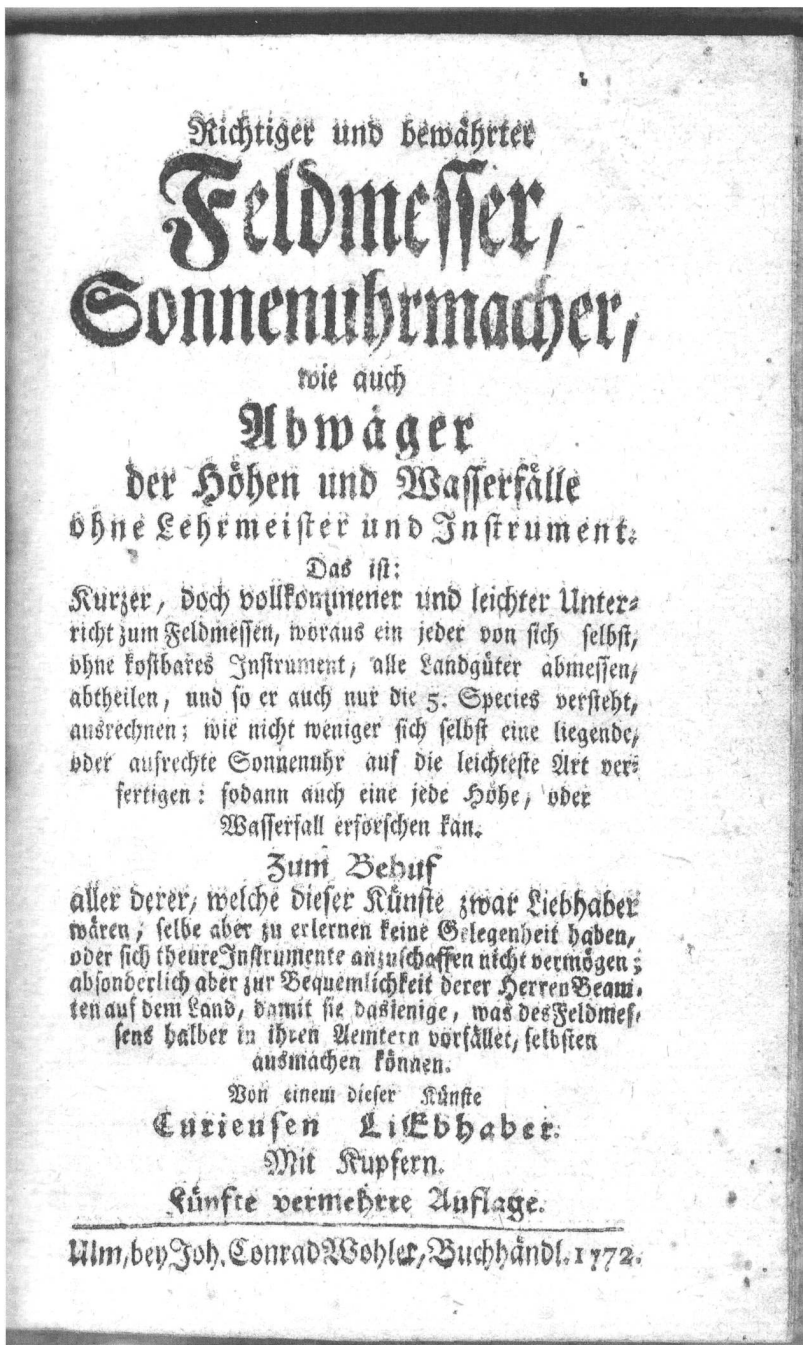 Richtiger und bewährter
Feldmesser,
Sonnenuhrmacher,
wie auch
Abwäger
der Höhen und Wasserfälle
ohne Lehrmeister und Instrument.
Das ist:
Kurzer, doch vollkommener und leichter Unter-
richt zum Feldmessen, woraus ein jeder von sich selbst,
ohne kostbares Instrument, alle Landgüter abmessen,
abtheilen, und so er auch nur die 5. Species versteht,
ausrechnen; wie nicht weniger sich selbst eine liegende,
oder aufrechte Sonnenuhr auf die leichteste Art ver-
fertigen: sodann auch eine jede Höhe, oder
Wasserfall erforschen kan.
Zum Behuf
aller derer, welche dieser Künste zwar Liebhaber
wären, selbe aber zu erlernen keine Gelegenheit haben,
oder sich theure Instrumente anzuschaffen nicht vermögen;
absonderlich aber zur Bequemlichkeit derer Herren Beam-
ten auf dem Land, damit sie dasjenige, was des Feldmes-
sens halber in ihren Aemtern vorfället, selbsten
ausmachen können.
Von einem dieser Künste
Curieusen LiEbhaber.
Mit Kupfern.
Fünfte vermehrte Auflage.
Ulm, bey Joh. Conrad Wohler, Buchhändl. 1772.